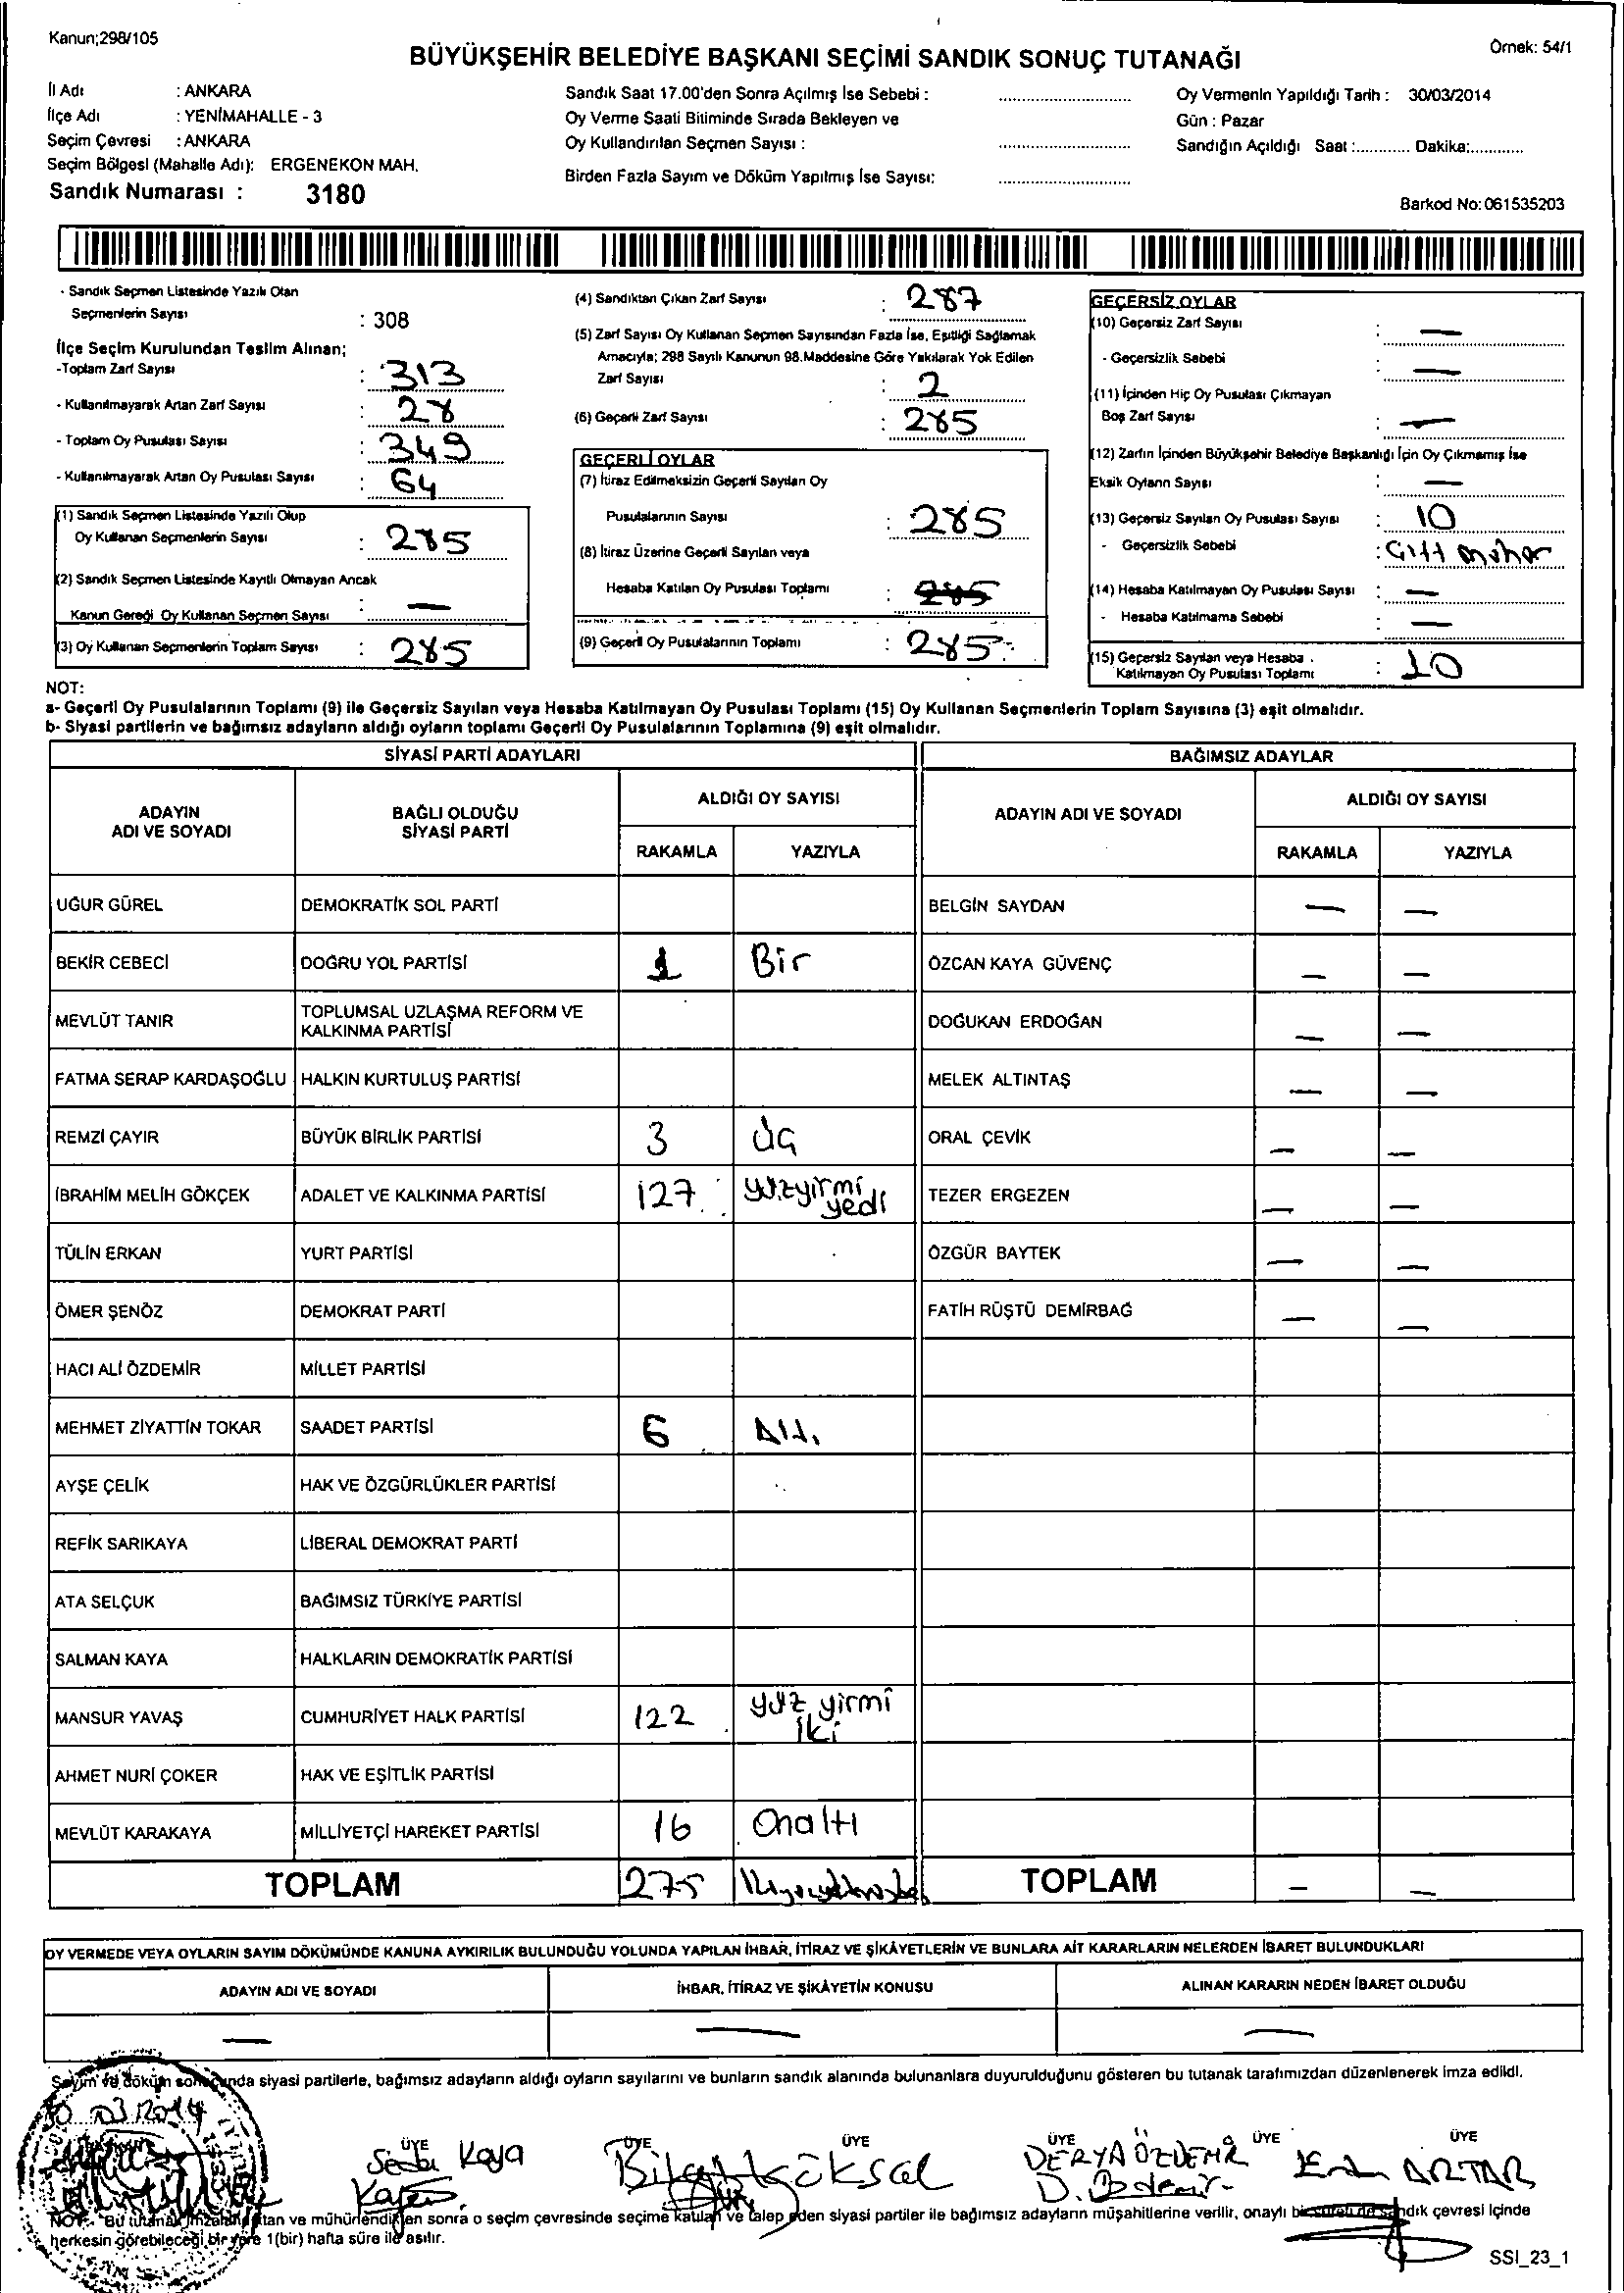 Kanun;298/105
Örnek: 54/1
BÜYÜKŞEHİR BELEDİYE BAŞKANI SEÇİMİ SANDIK SONUÇ TUTANAĞI
İl Adı : ANKARA
İlçe Adı : YENİMAHALLE - 3
Seçim Çevresi : ANKARA
Seçim Bölgesi (Mahalle Adı): ERGENEKON MAH.
Sandık Numarası : 3180
Sandık Saat 17.00'den Sonra Açılmış İse Sebebi :
Oy Verme Saati Bitiminde Sırada Bekleyen ve
Oy Kullandırılan Seçmen Sayısı :
Birden Fazla Sayım ve Döküm Yapılmış İse Sayısı:
Oy Vermenin Yapıldığı Tarih : 30/03/2014
Gün : Pazar
Sandığın Açıldığı Saat :............ Dakika:............
Barkod No: 061535203
- Sandık Seçmen Listesinde Yazılı Olan
Seçmenlerin Sayısı : 308
İlçe Seçim Kurulundan Teslim Alınan;
-Toplam Zarf Sayısı : 313
- Kullanılmayarak Artan Zarf Sayısı : 28
- Toplam Oy Pusulası Sayısı : 349
- Kullanılmayarak Artan Oy Pusulası Sayısı : 64
(1) Sandık Seçmen Listesinde Yazılı Olup
Oy Kullanan Seçmenlerin Sayısı : 285
(2) Sandık Seçmen Listesinde Kayıtlı Olmayan Ancak
Kanun Gereği Oy Kullanan Seçmen Sayısı : —
(3) Oy Kullanan Seçmenlerin Toplam Sayısı : 285
(4) Sandıktan Çıkan Zarf Sayısı : 287
(5) Zarf Sayısı Oy Kullanan Seçmen Sayısından Fazla İse, Eşitliği Sağlamak
Amacıyla; 298 Sayılı Kanunun 98.Maddesine Göre Yakılarak Yok Edilen
Zarf Sayısı : 2
(6) Geçerli Zarf Sayısı : 285
GEÇERLİ OYLAR
(7) İtiraz Edilmeksizin Geçerli Sayılan Oy
Pusulalarının Sayısı : 285
(8) İtiraz Üzerine Geçerli Sayılan veya
Hesaba Katılan Oy Pusulası Toplamı : 285
(9) Geçerli Oy Pusulalarının Toplamı : 285
GEÇERSİZ OYLAR
(10) Geçersiz Zarf Sayısı : —
- Geçersizlik Sebebi : —
(11) İçinden Hiç Oy Pusulası Çıkmayan
Boş Zarf Sayısı : —
(12) Zarfın İçinden Büyükşehir Belediye Başkanlığı İçin Oy Çıkmamış İse
Eksik Oyların Sayısı : —
(13) Geçersiz Sayılan Oy Pusulası Sayısı : 10
- Geçersizlik Sebebi : Çift mühür
(14) Hesaba Katılmayan Oy Pusulası Sayısı : —
- Hesaba Katılmama Sebebi : —
(15) Geçersiz Sayılan veya Hesaba
Katılmayan Oy Pusulası Toplamı : 10
NOT:
a- Geçerli Oy Pusulalarının Toplamı (9) ile Geçersiz Sayılan veya Hesaba Katılmayan Oy Pusulası Toplamı (15) Oy Kullanan Seçmenlerin Toplam Sayısına (3) eşit olmalıdır.
b- Siyasi partilerin ve bağımsız adayların aldığı oyların toplamı Geçerli Oy Pusulalarının Toplamına (9) eşit olmalıdır.
SİYASİ PARTİ ADAYLARI BAĞIMSIZ ADAYLAR
ADAYIN ADI VE SOYADI BAĞLI OLDUĞU SİYASİ PARTİ ALDIĞI OY SAYISI ADAYIN ADI VE SOYADI ALDIĞI OY SAYISI
RAKAMLA YAZIYLA RAKAMLA YAZIYLA
UĞUR GÜREL DEMOKRATİK SOL PARTİ BELGİN SAYDAN — —
BEKİR CEBECİ DOĞRU YOL PARTİSİ 1 Bir ÖZCAN KAYA GÜVENÇ — —
MEVLÜT TANIR TOPLUMSAL UZLAŞMA REFORM VE KALKINMA PARTİSİ DOĞUKAN ERDOĞAN — —
FATMA SERAP KARDAŞOĞLU HALKIN KURTULUŞ PARTİSİ MELEK ALTINTAŞ — —
REMZİ ÇAYIR BÜYÜK BİRLİK PARTİSİ 3 üç ORAL ÇEVİK — —
İBRAHİM MELİH GÖKÇEK ADALET VE KALKINMA PARTİSİ 127 yüzyirmi yedi TEZER ERGEZEN — —
TÜLİN ERKAN YURT PARTİSİ ÖZGÜR BAYTEK — —
ÖMER ŞENÖZ DEMOKRAT PARTİ FATİH RÜŞTÜ DEMİRBAĞ — —
HACI ALİ ÖZDEMİR MİLLET PARTİSİ
MEHMET ZİYATTİN TOKAR SAADET PARTİSİ 6 Altı
AYŞE ÇELİK HAK VE ÖZGÜRLÜKLER PARTİSİ
REFİK SARIKAYA LİBERAL DEMOKRAT PARTİ
ATA SELÇUK BAĞIMSIZ TÜRKİYE PARTİSİ
SALMAN KAYA HALKLARIN DEMOKRATİK PARTİSİ
MANSUR YAVAŞ CUMHURİYET HALK PARTİSİ 122 yüz yirmi iki
AHMET NURİ ÇOKER HAK VE EŞİTLİK PARTİSİ
MEVLÜT KARAKAYA MİLLİYETÇİ HAREKET PARTİSİ 16 Onaltı
TOPLAM 275 TOPLAM — —
OY VERMEDE VEYA OYLARIN SAYIM DÖKÜMÜNDE KANUNA AYKIRILIK BULUNDUĞU YOLUNDA YAPILAN İHBAR, İTİRAZ VE ŞİKÂYETLERİN VE BUNLARA AİT KARARLARIN NELERDEN İBARET BULUNDUKLARI
ADAYIN ADI VE SOYADI İHBAR, İTİRAZ VE ŞİKÂYETİN KONUSU ALINAN KARARIN NEDEN İBARET OLDUĞU
— — —
Sayım ve döküm sonucunda siyasi partilerle, bağımsız adayların aldığı oyların sayılarını ve bunların sandık alanında bulunanlara duyurulduğunu gösteren bu tutanak tarafımızdan düzenlenerek imza edildi.
30.03.2014
ÜYE ÜYE ÜYE ÜYE ÜYE ÜYE
Kaya Göksal DERYA ÖZDEMİR ARTAR
D. Özdemir
NOT: Bu tutanak imzalandıktan ve mühürlendikten sonra o seçim çevresinde seçime katılan ve talep eden siyasi partiler ile bağımsız adayların müşahitlerine verilir, onaylı bir sureti de sandık çevresi içinde
herkesin görebileceği bir yere 1(bir) hafta süre ile asılır.
SSI_23_1